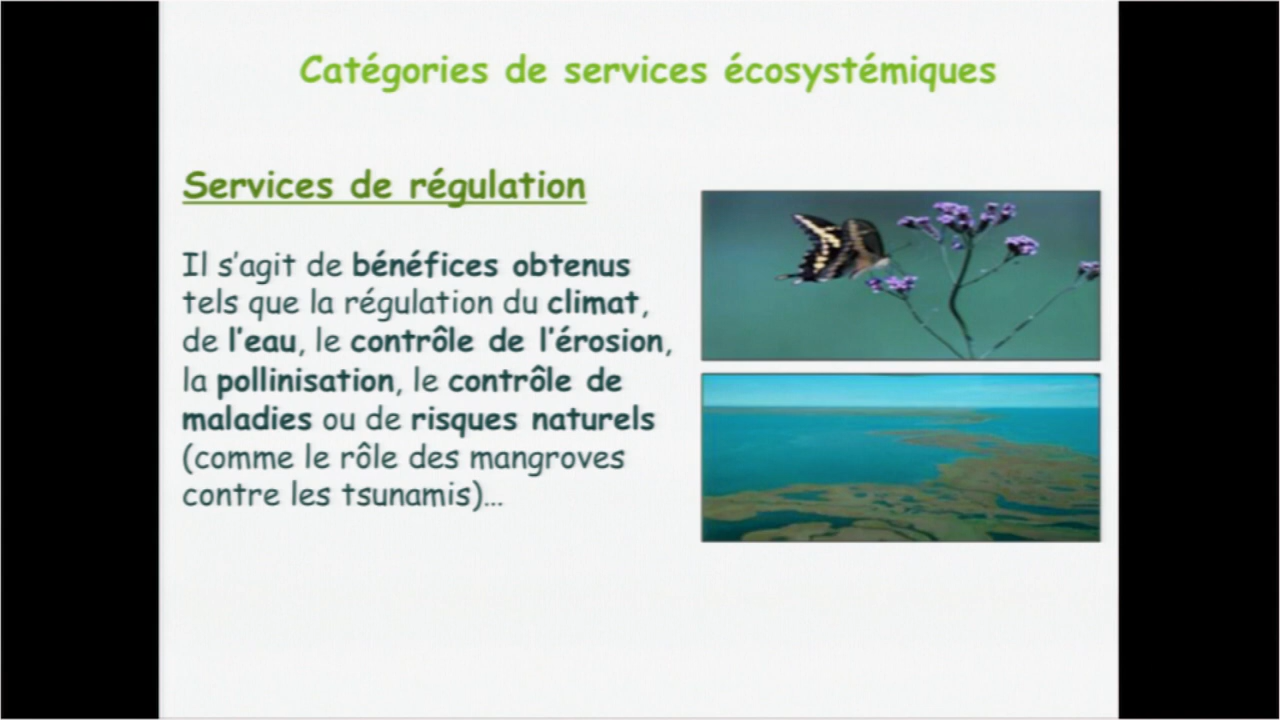 Catégories de services écosystémiques
Services de régulation
Il s’agit de bénéfices obtenus
tels que la régulation du climat,
de l’eau, le contrôle de l’érosion,
la pollinisation, le contrôle de
maladies ou de risques naturels
(comme le rôle des mangroves
contre les tsunamis)…